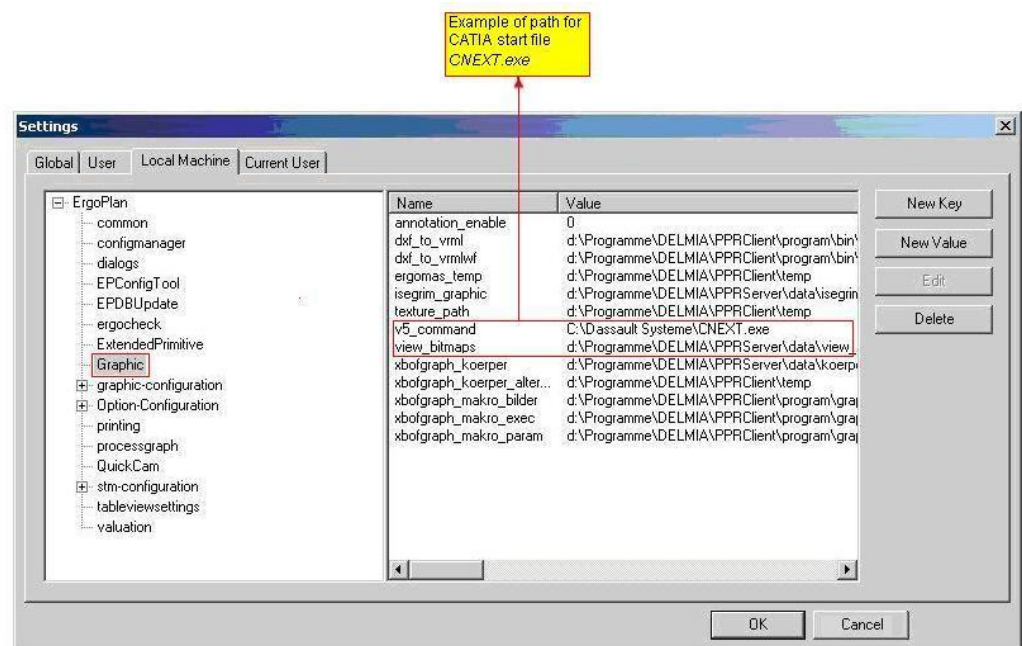 Example of path for
CATIA start file
CNEXT.exe
Settings
Global User Local Machine Current User
ErgoPlan
common
configmanager
dialogs
EPConfigTool
EPDBUpdate
ergocheck
ExtendedPrimitive
Graphic
graphic-configuration
Option-Configuration
printing
processgraph
QuickCam
stm-configuration
tableviewsettings
valuation
Name Value
annotation_enable 0
dxf_to_vrml d:\Programme\DELMIA\PPRClient\program\bin\
dxf_to_vrmlwf d:\Programme\DELMIA\PPRClient\program\bin\
ergomas_temp d:\Programme\DELMIA\PPRClient\temp
isegrim_graphic d:\Programme\DELMIA\PPRServer\data\isegrin
texture_path d:\Programme\DELMIA\PPRClient\temp
v5_command C:\Dassault Systeme\CNEXT.exe
view_bitmaps d:\Programme\DELMIA\PPRServer\data\view_
xbofgraph_koerper d:\Programme\DELMIA\PPRServer\data\koerp
xbofgraph_koerper_alter... d:\Programme\DELMIA\PPRClient\temp
xbofgraph_makro_bilder d:\Programme\DELMIA\PPRClient\program\gra
xbofgraph_makro_exec d:\Programme\DELMIA\PPRClient\program\gra
xbofgraph_makro_param d:\Programme\DELMIA\PPRClient\program\gra
New Key
New Value
Edit
Delete
OK Cancel